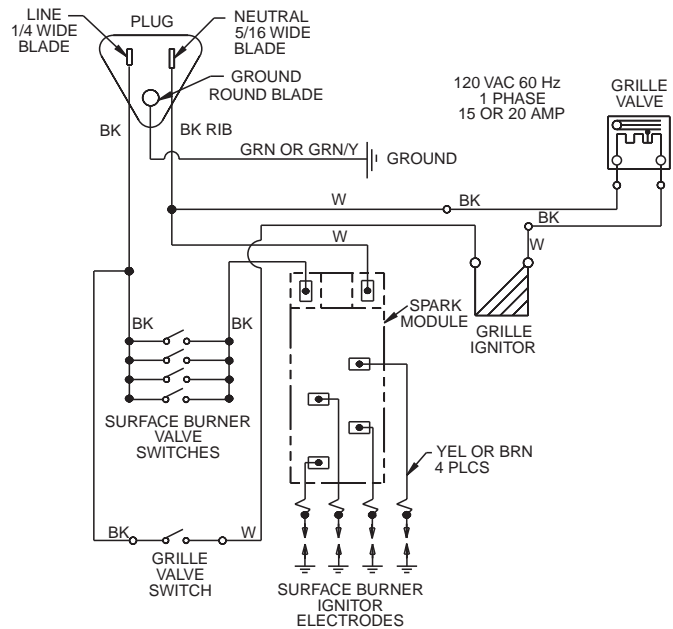 LINE
1/4 WIDE
BLADE
PLUG
NEUTRAL
5/16 WIDE
BLADE
GROUND
ROUND BLADE
BK
BK RIB
GRN OR GRN/Y
GROUND
120 VAC 60 Hz
1 PHASE
15 OR 20 AMP
GRILLE
VALVE
W
BK
BK
W
W
GRILLE
IGNITOR
SPARK
MODULE
BK
BK
SURFACE BURNER
VALVE
SWITCHES
YEL OR BRN
4 PLCS
BK
W
GRILLE
VALVE
SWITCH
SURFACE BURNER
IGNITOR
ELECTRODES